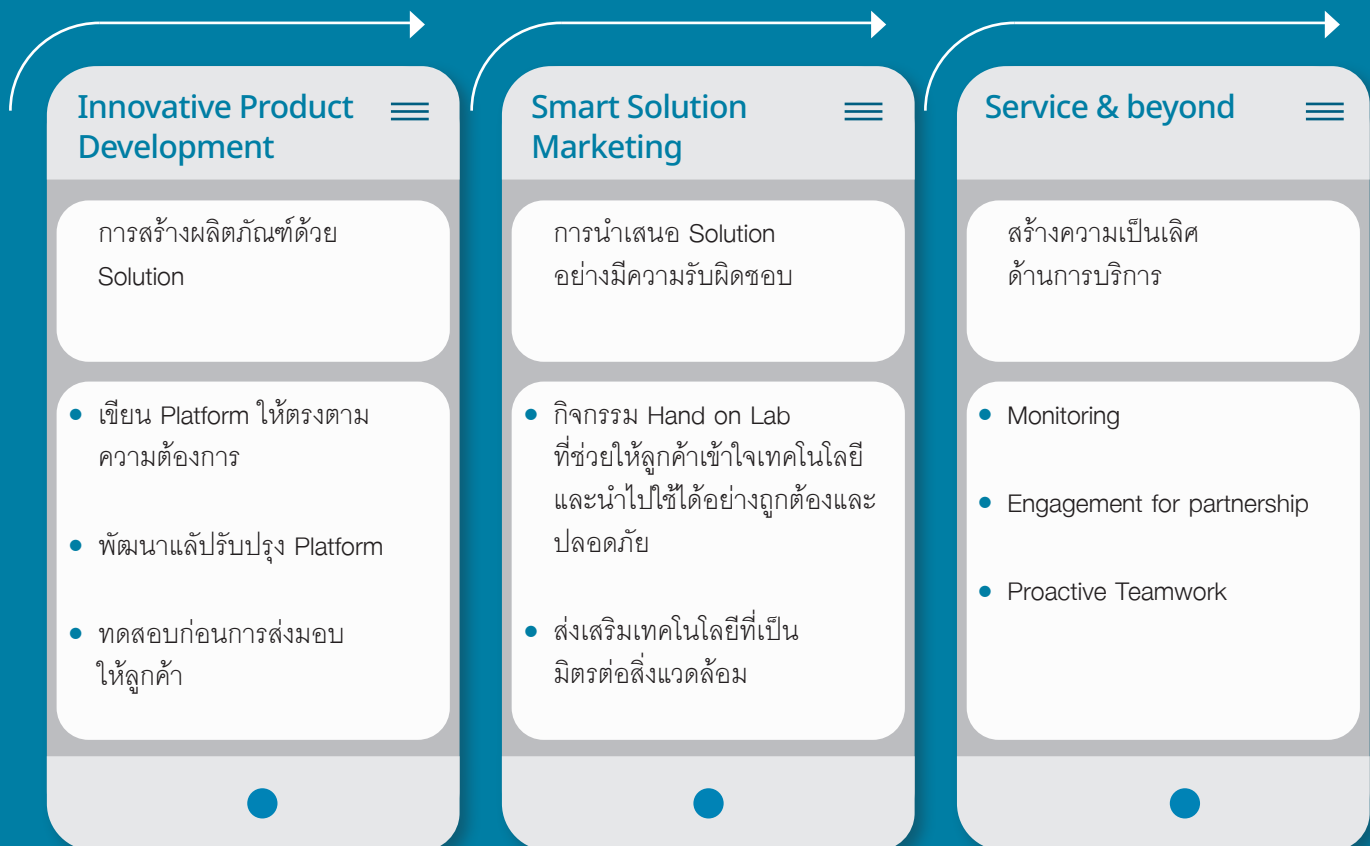 Innovative Product
Development
การสร้างผลิตภัณฑ์ด้วย
Solution
เขียน Platform ให้ตรงตาม
ความต้องการ
พัฒนาแล้ปรับปรุง Platform
ทดสอบก่อนการส่งมอบ
ให้ลูกค้า
Smart Solution
Marketing
การนำเสนอ Solution
อย่างมีความรับผิดชอบ
กิจกรรม Hand on Lab
ที่ช่วยให้ลูกค้าเข้าใจเทคโนโลยี
และนำไปใช้ได้อย่างถูกต้องและ
ปลอดภัย
ส่งเสริมเทคโนโลยีที่เป็น
มิตรต่อสิ่งแวดล้อม
Service & beyond
สร้างความเป็นเลิศ
ด้านการบริการ
Monitoring
Engagement for partnership
Proactive Teamwork